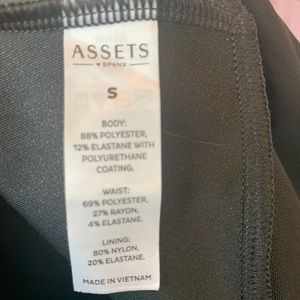 ASSETS
♥ SPANX
S
BODY:
88% POLYESTER,
12% ELASTANE WITH
POLYURETHANE
COATING.
WAIST:
69% POLYESTER,
27% RAYON,
4% ELASTANE.
LINING:
80% NYLON,
20% ELASTANE.
MADE IN VIETNAM